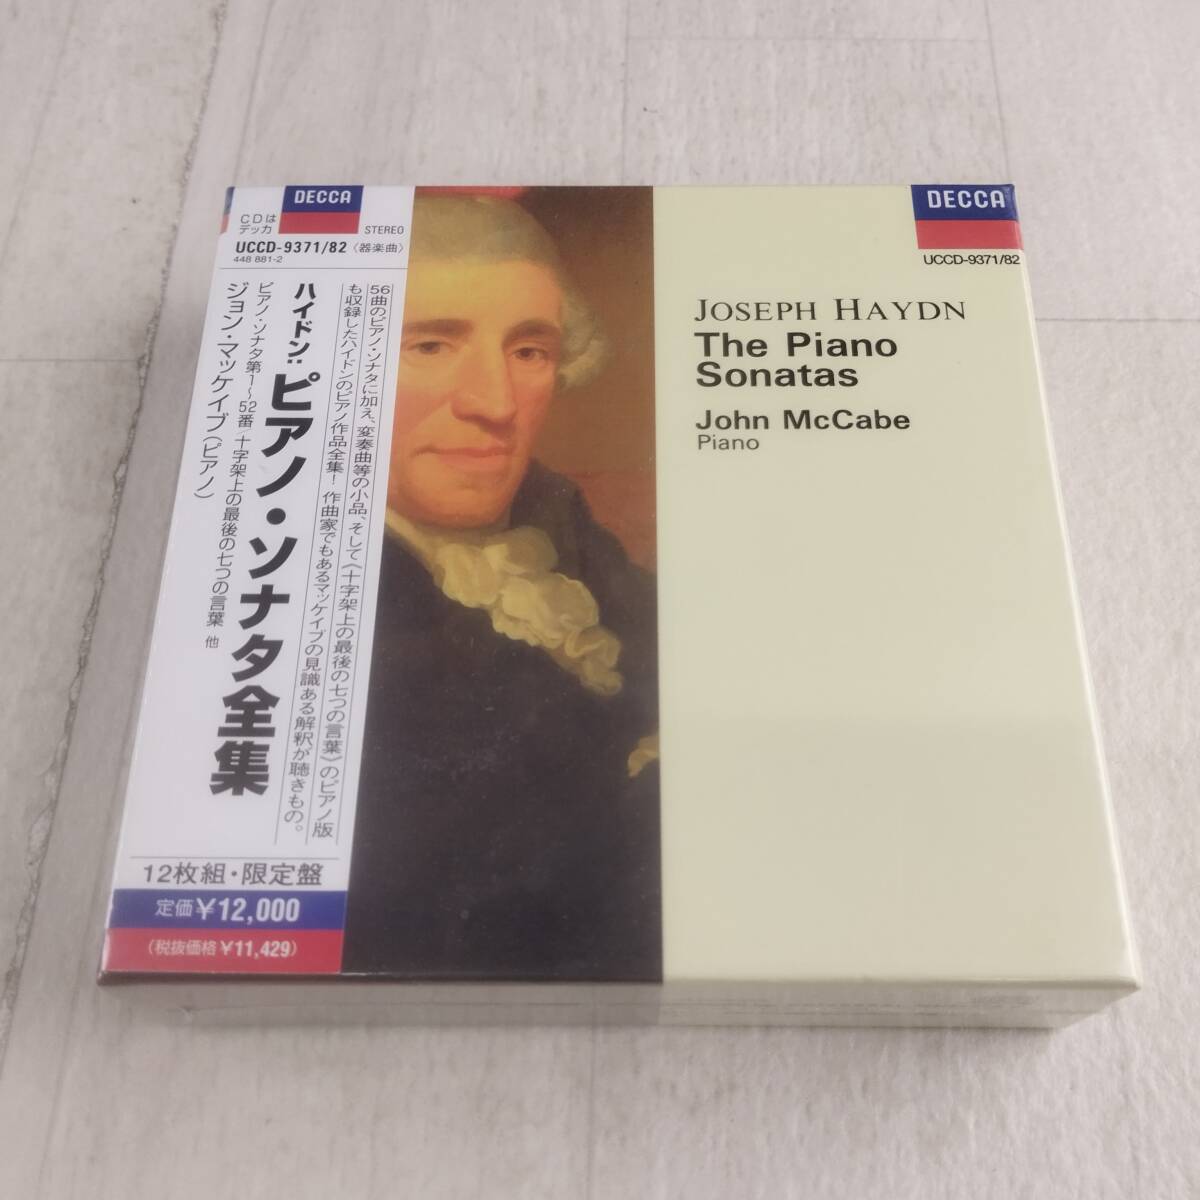 CDは
デッカ
DECCA
STEREO
UCCD-9371/82〈器楽曲〉
448 881-2
56曲のピアノ・ソナタに加え、変奏曲等の小品、そして《十字架上の最後の七つの言葉》のピアノ版
も収録したハイドンのピアノ作品全集! 作曲家でもあるマッケイブの見識ある解釈が聴きもの。
ハイドン:ピアノ・ソナタ全集
ピアノ・ソナタ第1~52番/十字架上の最後の七つの言葉 他
ジョン・マッケイブ(ピアノ)
12枚組・限定盤
定価¥12,000
(税抜価格¥11,429)
DECCA
UCCD-9371/82
JOSEPH HAYDN
The Piano
Sonatas
John McCabe
Piano